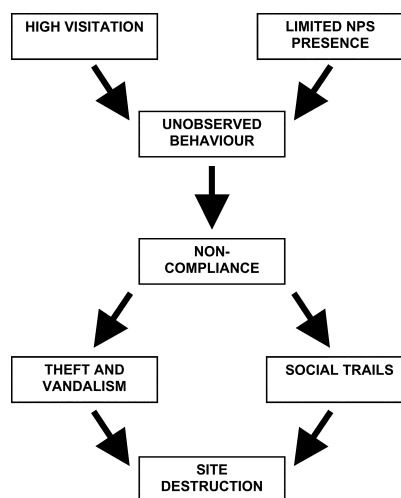 HIGH VISITATION
LIMITED NPS
PRESENCE
UNOBSERVED
BEHAVIOUR
NON-
COMPLIANCE
THEFT AND
VANDALISM
SOCIAL TRAILS
SITE
DESTRUCTION